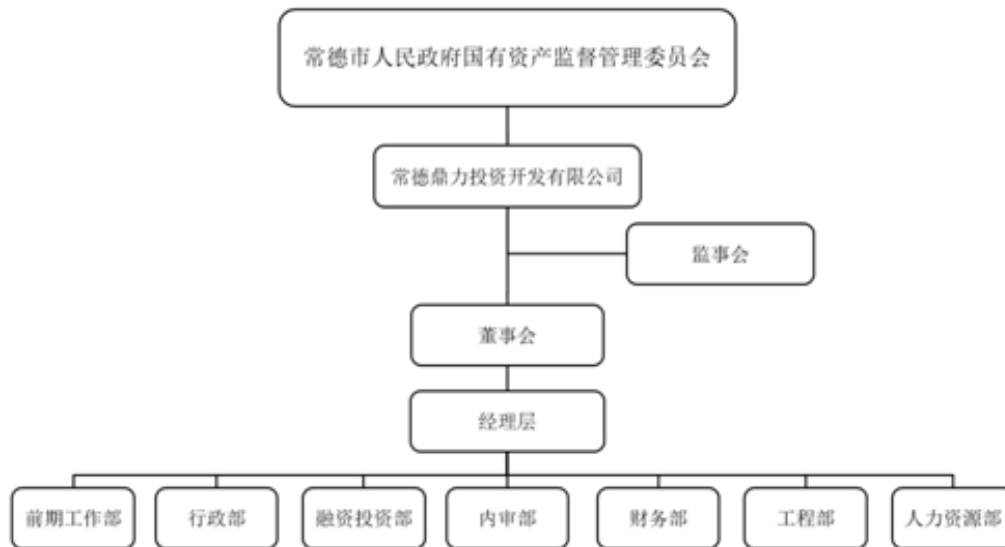 常德市人民政府国有资产监督管理委员会
常德鼎力投资开发有限公司
监事会
董事会
经理层
前期工作部
行政部
融资投资部
内审部
财务部
工程部
人力资源部